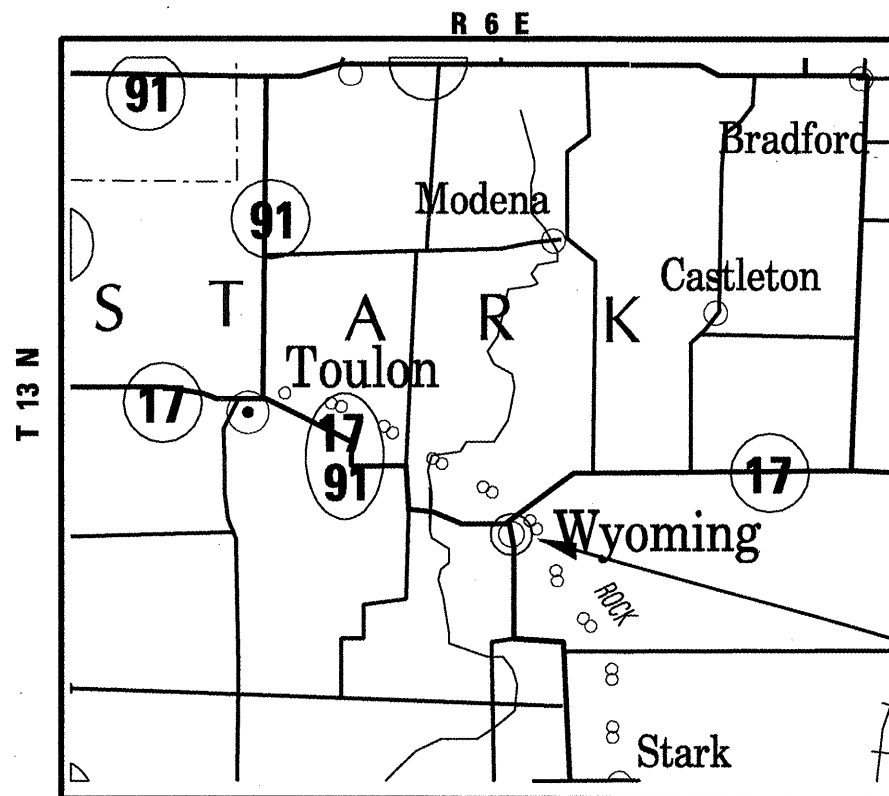 R 6 E
91
Bradford
Modena
91
Castleton
S T A R K
T 13 N
Toulon
17
17
91
17
Wyoming
ROCK
Stark